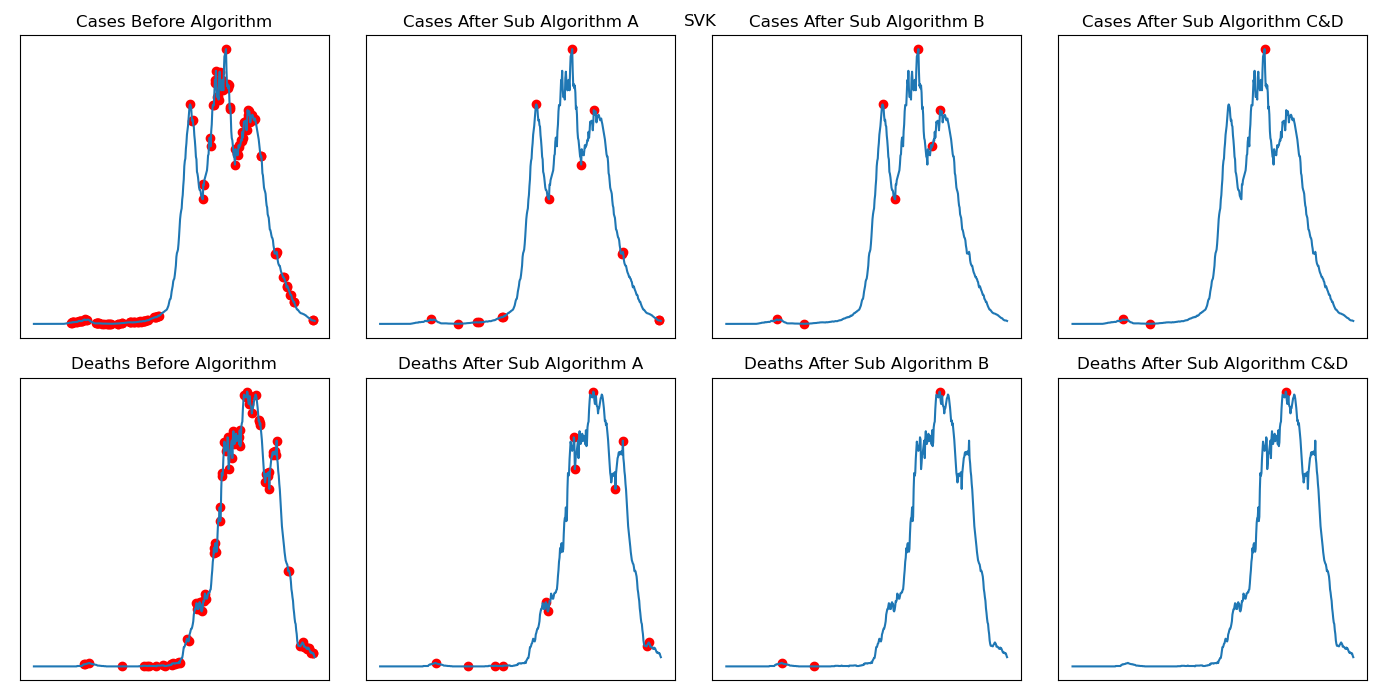 SVK
Cases Before Algorithm
Cases After Sub Algorithm A
Cases After Sub Algorithm B
Cases After Sub Algorithm C&D
Deaths Before Algorithm
Deaths After Sub Algorithm A
Deaths After Sub Algorithm B
Deaths After Sub Algorithm C&D